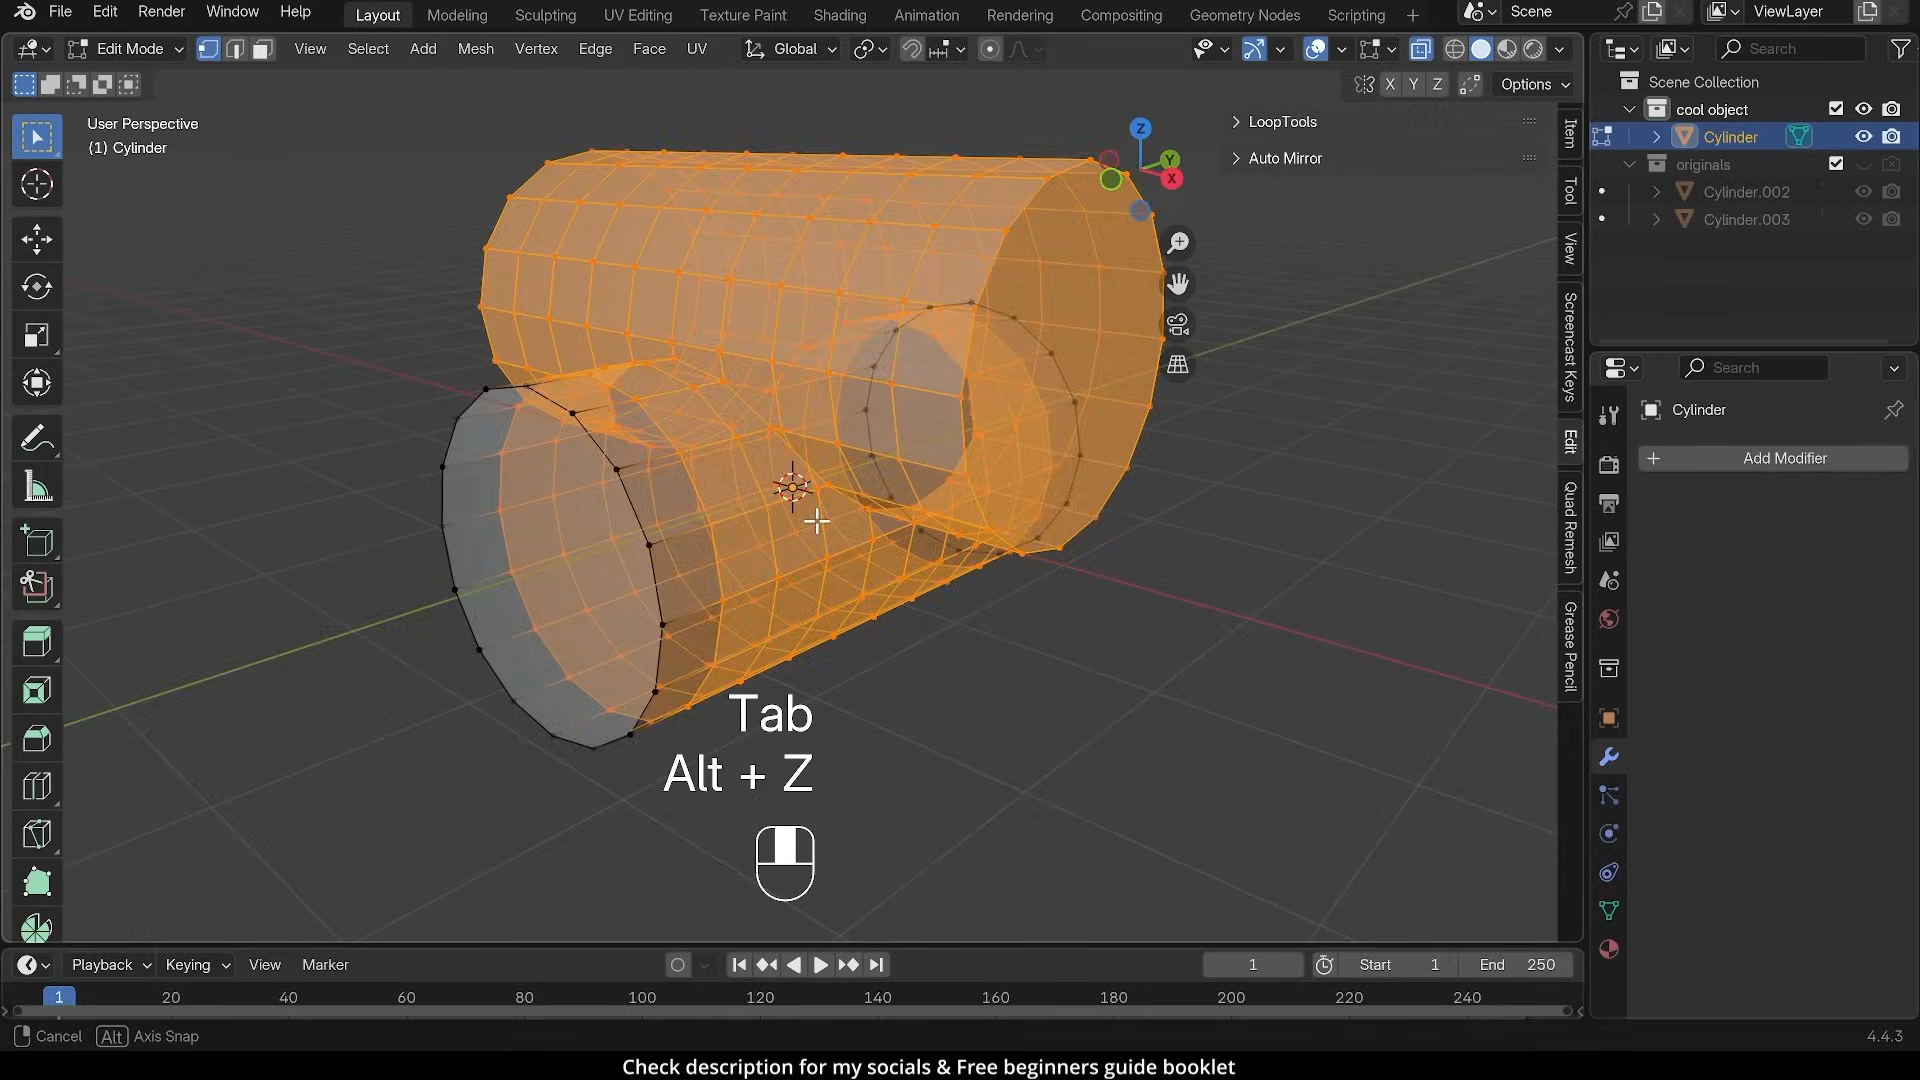 File Edit Render Window Help Layout Modeling Sculpting UV Editing Texture Paint Shading Animation Rendering Compositing Geometry Nodes Scripting + Scene ViewLayer
Edit Mode View Select Add Mesh Vertex Edge Face UV Global Search
X Y Z Options
Scene Collection
cool object
Cylinder
originals
Cylinder.002
Cylinder.003
User Perspective
(1) Cylinder
LoopTools
Auto Mirror
Z
Y
X
Item
Tool
View
Screencast Keys
Edit
Quad Remesh
Grease Pencil
Search
Cylinder
+ Add Modifier
Tab
Alt + Z
Playback Keying View Marker 1 Start 1 End 250
1 20 40 60 80 100 120 140 160 180 200 220 240
Cancel Alt Axis Snap 4.4.3
Check description for my socials & Free beginners guide booklet